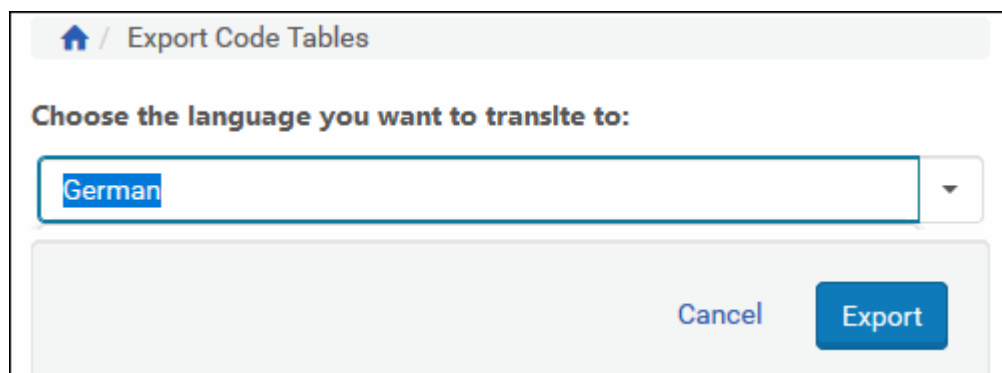 / Export Code Tables
Choose the language you want to translte to:
German
Cancel Export